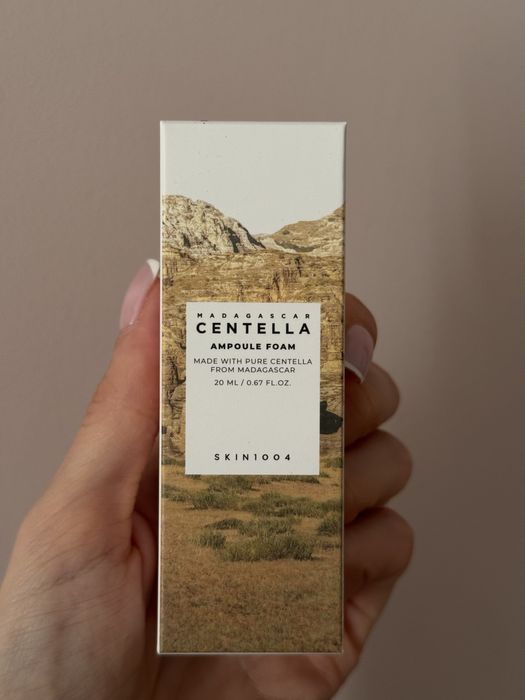 MADAGASCAR
CENTELLA
AMPOULE FOAM
MADE WITH PURE CENTELLA
FROM MADAGASCAR
20 ML / 0.67 FL.OZ.
SKIN1004